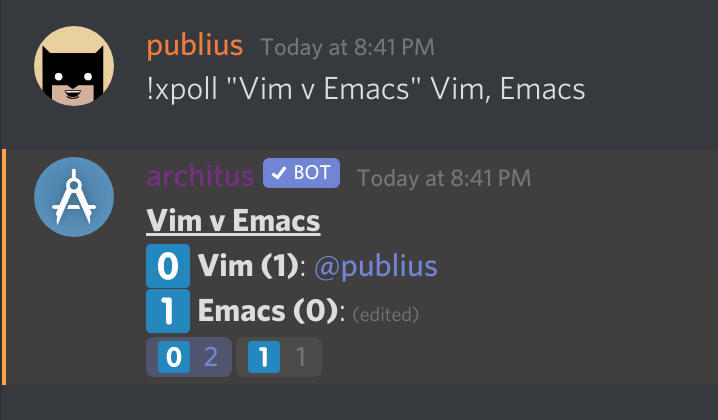 publius Today at 8:41 PM
!xpoll "Vim v Emacs" Vim, Emacs
architus ✓ BOT Today at 8:41 PM
Vim v Emacs
0 Vim (1): @publius
1 Emacs (0): (edited)
0 2 1 1